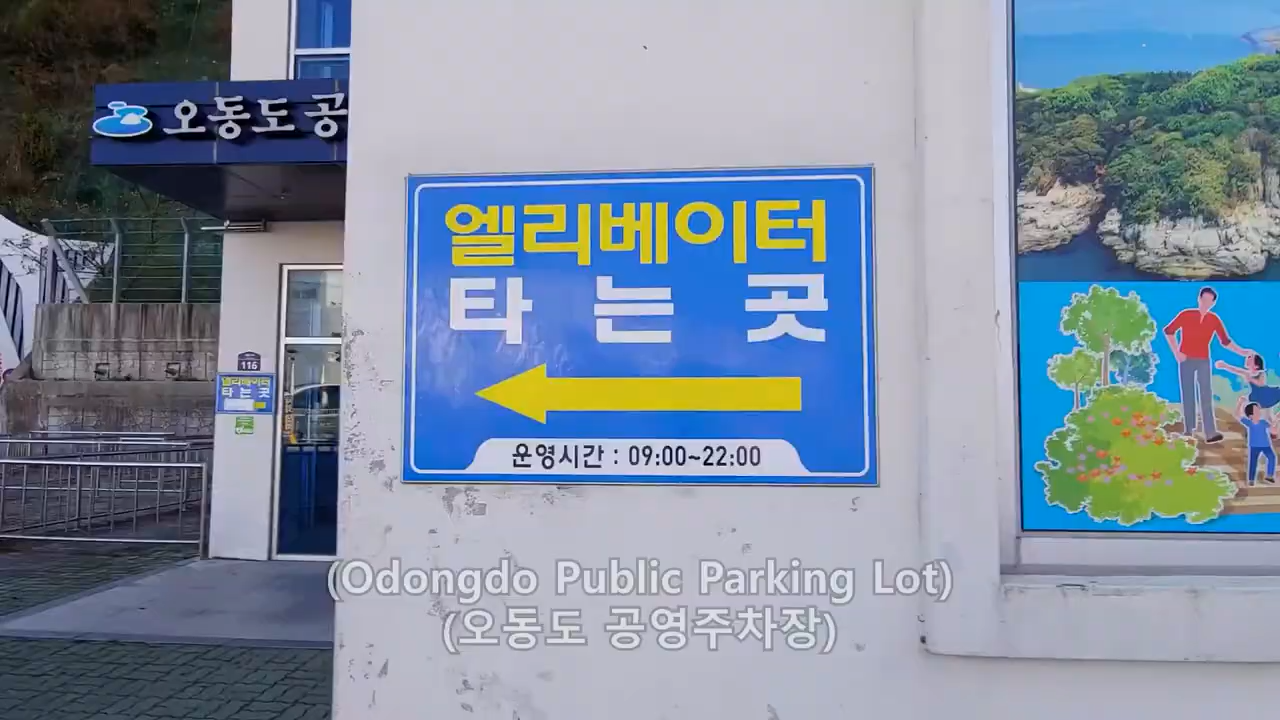 오동도 공
엘리베이터
타는곳
운영시간 : 09:00~22:00
116
엘리베이터
타는곳
(Odongdo Public Parking Lot)
(오동도 공영주차장)